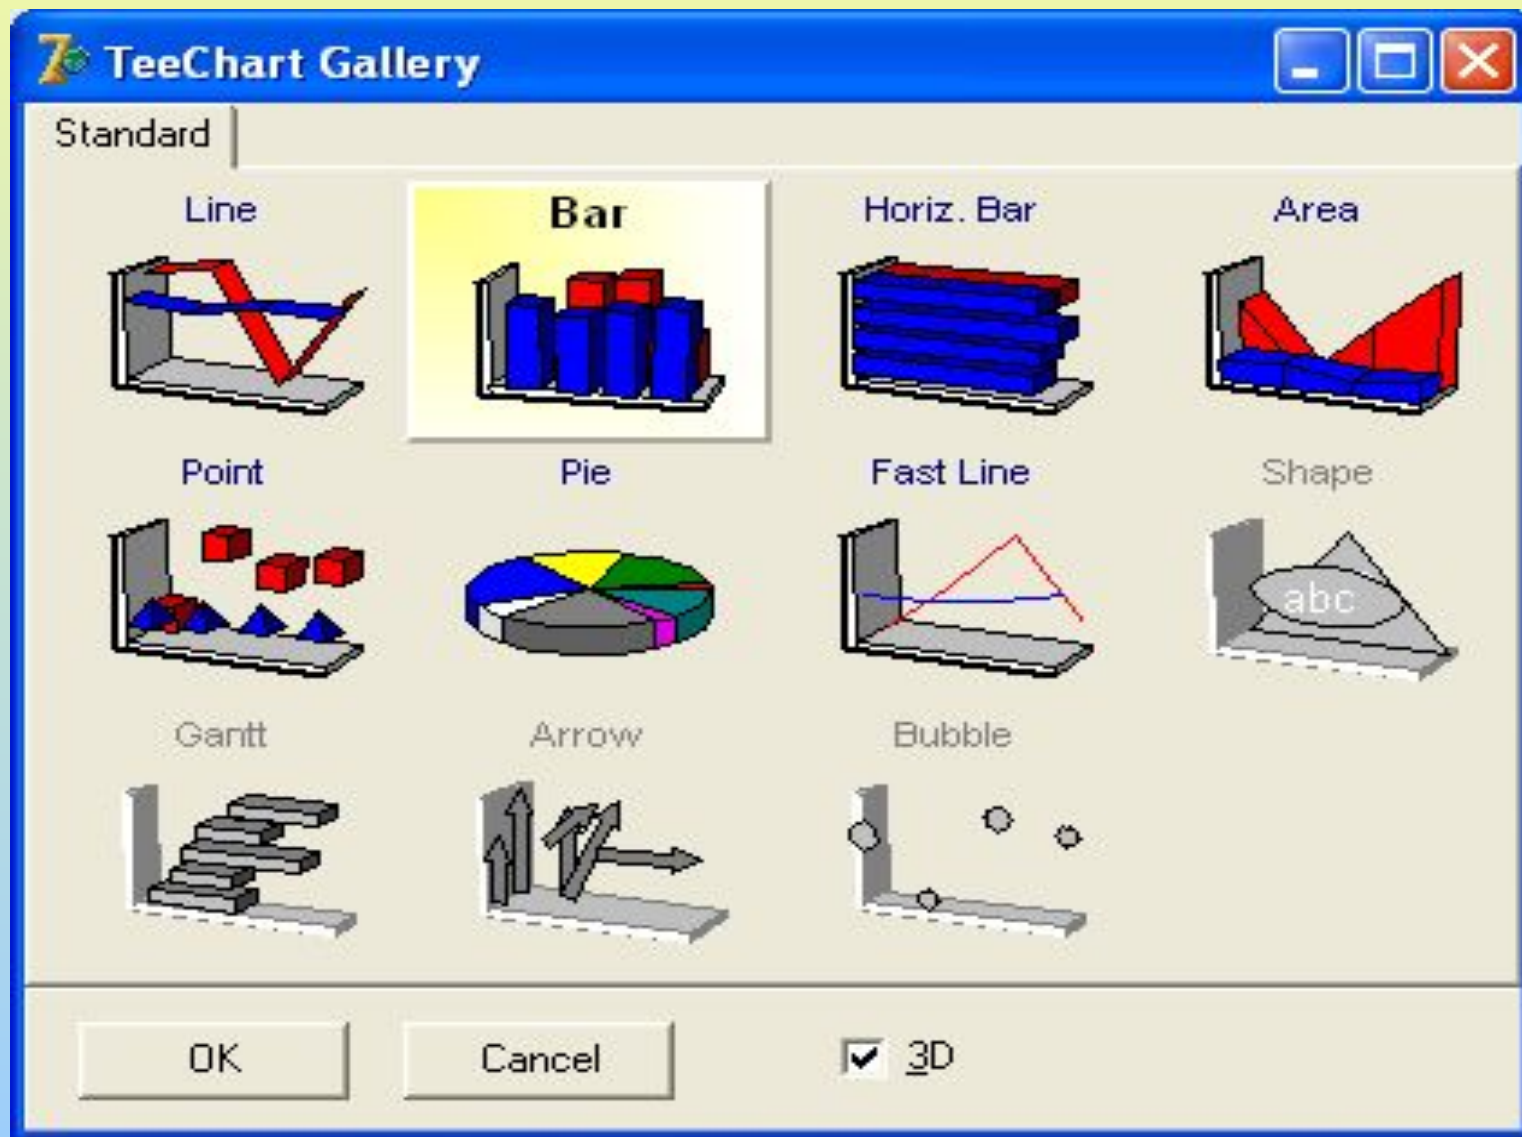 TeeChart Gallery
Standard
Line Bar Horiz. Bar Area
Point Pie Fast Line Shape
abc
Gantt Arrow Bubble
OK Cancel 3D